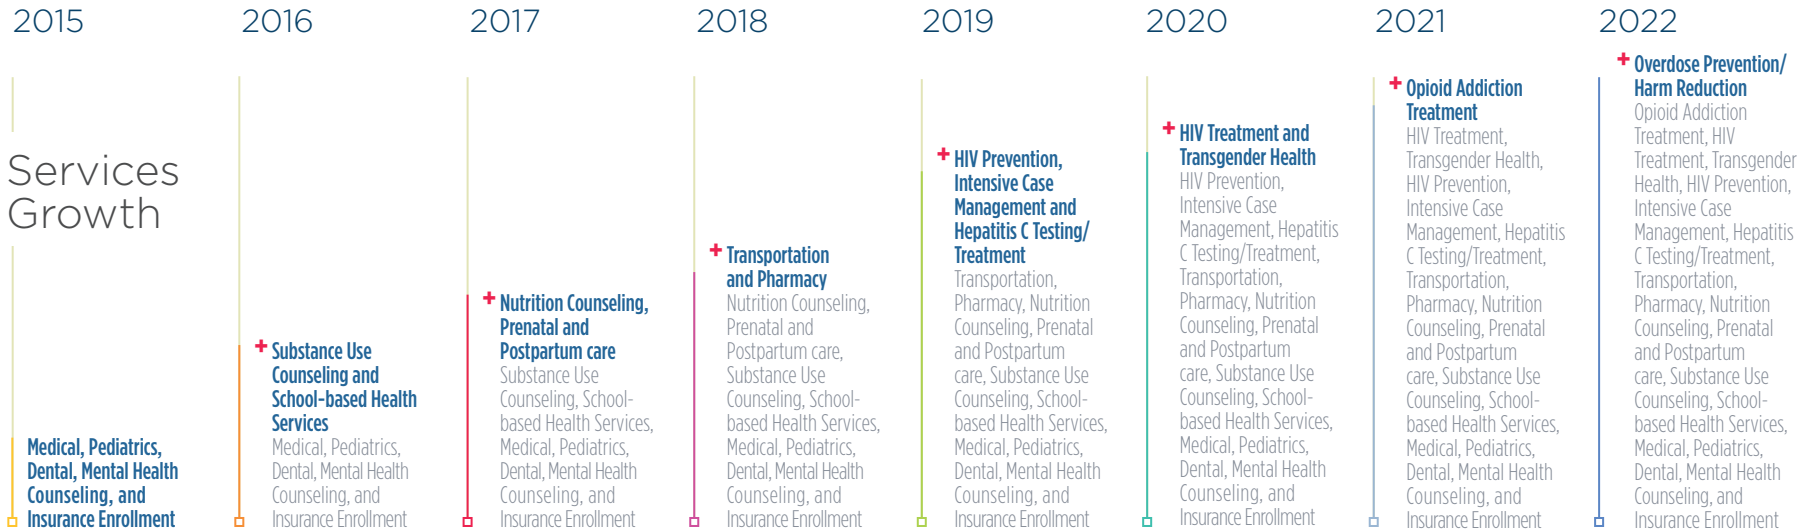 2015
2016
2017
2018
2019
2020
2021
2022
Services
Growth
Medical, Pediatrics,
Dental, Mental Health
Counseling, and
Insurance Enrollment
+ Substance Use
Counseling and
School-based Health
Services
Medical, Pediatrics,
Dental, Mental Health
Counseling, and
Insurance Enrollment
+ Nutrition Counseling,
Prenatal and
Postpartum care
Substance Use
Counseling, School-
based Health Services,
Medical, Pediatrics,
Dental, Mental Health
Counseling, and
Insurance Enrollment
+ Transportation
and Pharmacy
Nutrition Counseling,
Prenatal and
Postpartum care,
Substance Use
Counseling, School-
based Health Services,
Medical, Pediatrics,
Dental, Mental Health
Counseling, and
Insurance Enrollment
+ HIV Prevention,
Intensive Case
Management and
Hepatitis C Testing/
Treatment
Transportation,
Pharmacy, Nutrition
Counseling, Prenatal
and Postpartum
care, Substance Use
Counseling, School-
based Health Services,
Medical, Pediatrics,
Dental, Mental Health
Counseling, and
Insurance Enrollment
+ HIV Treatment and
Transgender Health
HIV Prevention,
Intensive Case
Management, Hepatitis
C Testing/Treatment,
Transportation,
Pharmacy, Nutrition
Counseling, Prenatal
and Postpartum
care, Substance Use
Counseling, School-
based Health Services,
Medical, Pediatrics,
Dental, Mental Health
Counseling, and
Insurance Enrollment
+ Opioid Addiction
Treatment
HIV Treatment,
Transgender Health,
HIV Prevention,
Intensive Case
Management, Hepatitis
C Testing/Treatment,
Transportation,
Pharmacy, Nutrition
Counseling, Prenatal
and Postpartum
care, Substance Use
Counseling, School-
based Health Services,
Medical, Pediatrics,
Dental, Mental Health
Counseling, and
Insurance Enrollment
+ Overdose Prevention/
Harm Reduction
Opioid Addiction
Treatment, HIV
Treatment, Transgender
Health, HIV Prevention,
Intensive Case
Management, Hepatitis
C Testing/Treatment,
Transportation,
Pharmacy, Nutrition
Counseling, Prenatal
and Postpartum
care, Substance Use
Counseling, School-
based Health Services,
Medical, Pediatrics,
Dental, Mental Health
Counseling, and
Insurance Enrollment